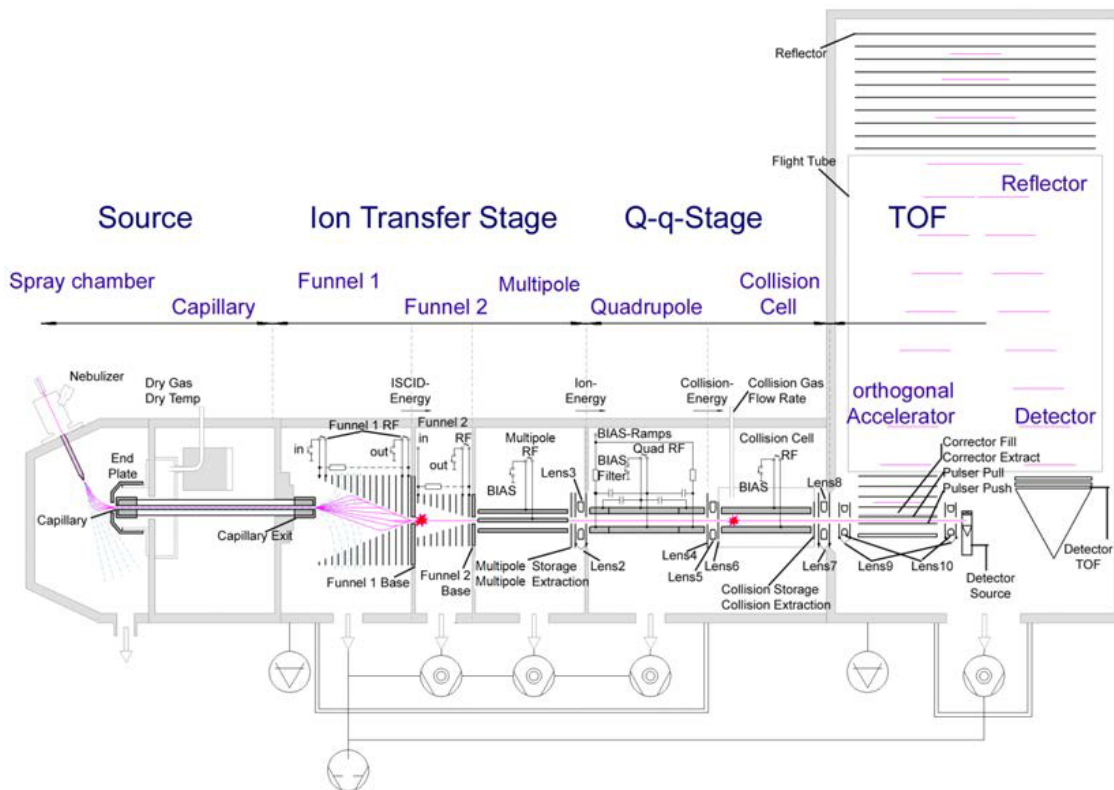 Reflector
Flight Tube
Reflector
Source
Ion Transfer Stage
Q-q-Stage
TOF
Spray chamber
Capillary
Funnel 1
Funnel 2
Multipole
Quadrupole
Collision
Cell
orthogonal
Accelerator
Detector
Nebulizer
Dry Gas
Dry Temp
ISCID-
Energy
Ion-
Energy
Collision-
Energy
Collision Gas
Flow Rate
End
Plate
Capillary
Capillary Exit
Funnel 1 RF
in
out
Funnel 1 Base
Funnel 2
in
RF
out
Funnel 2
Base
Multipole
RF
BIAS
Lens3
Multipole Storage
Multipole Extraction
Lens2
BIAS-Ramps
Quad RF
BIAS
Filter
Lens4
Lens5
Lens6
Collision Cell
RF
BIAS
Lens8
Lens7
Collision Storage
Collision Extraction
Corrector Fill
Corrector Extract
Pulser Pull
Pulser Push
Lens9
Lens10
Detector
Source
Detector
TOF